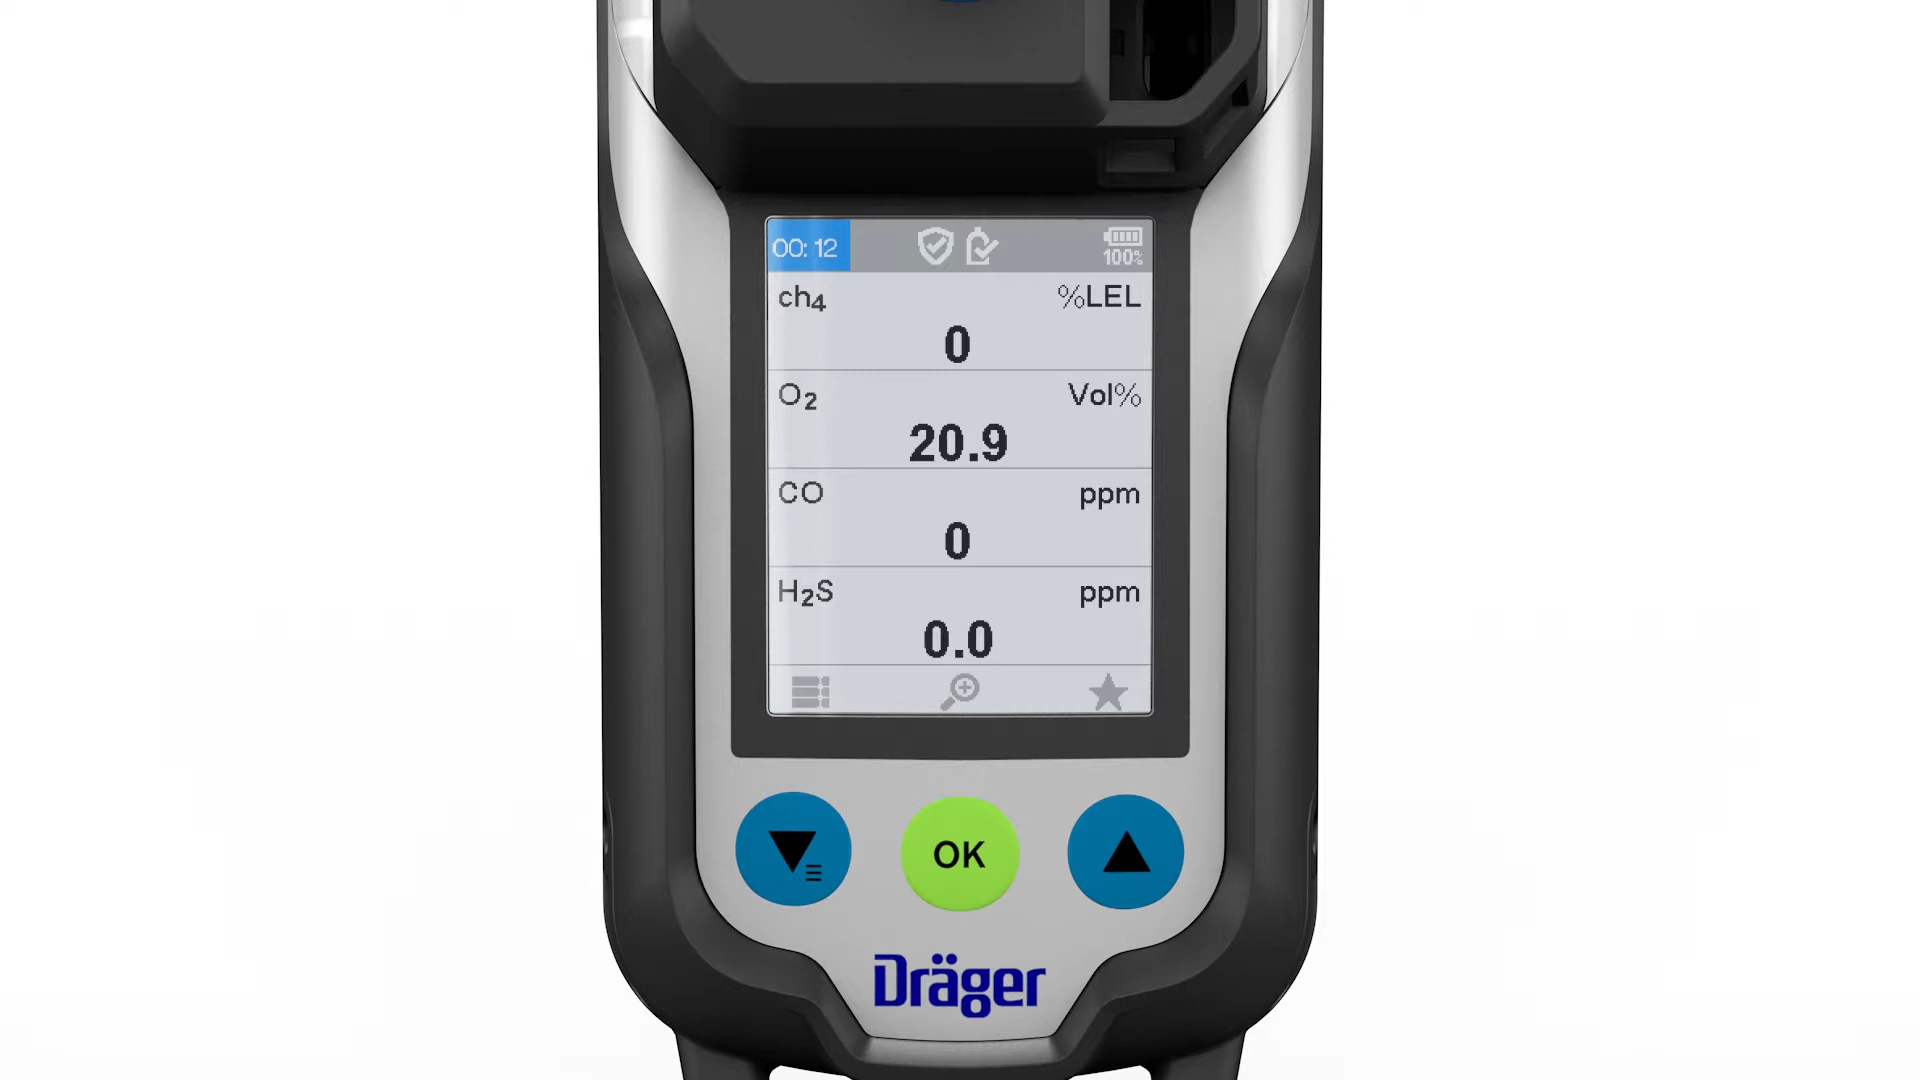 00:12
100%
ch₄ %LEL
0
O₂ Vol%
20.9
CO ppm
0
H₂S ppm
0.0
OK
Dräger